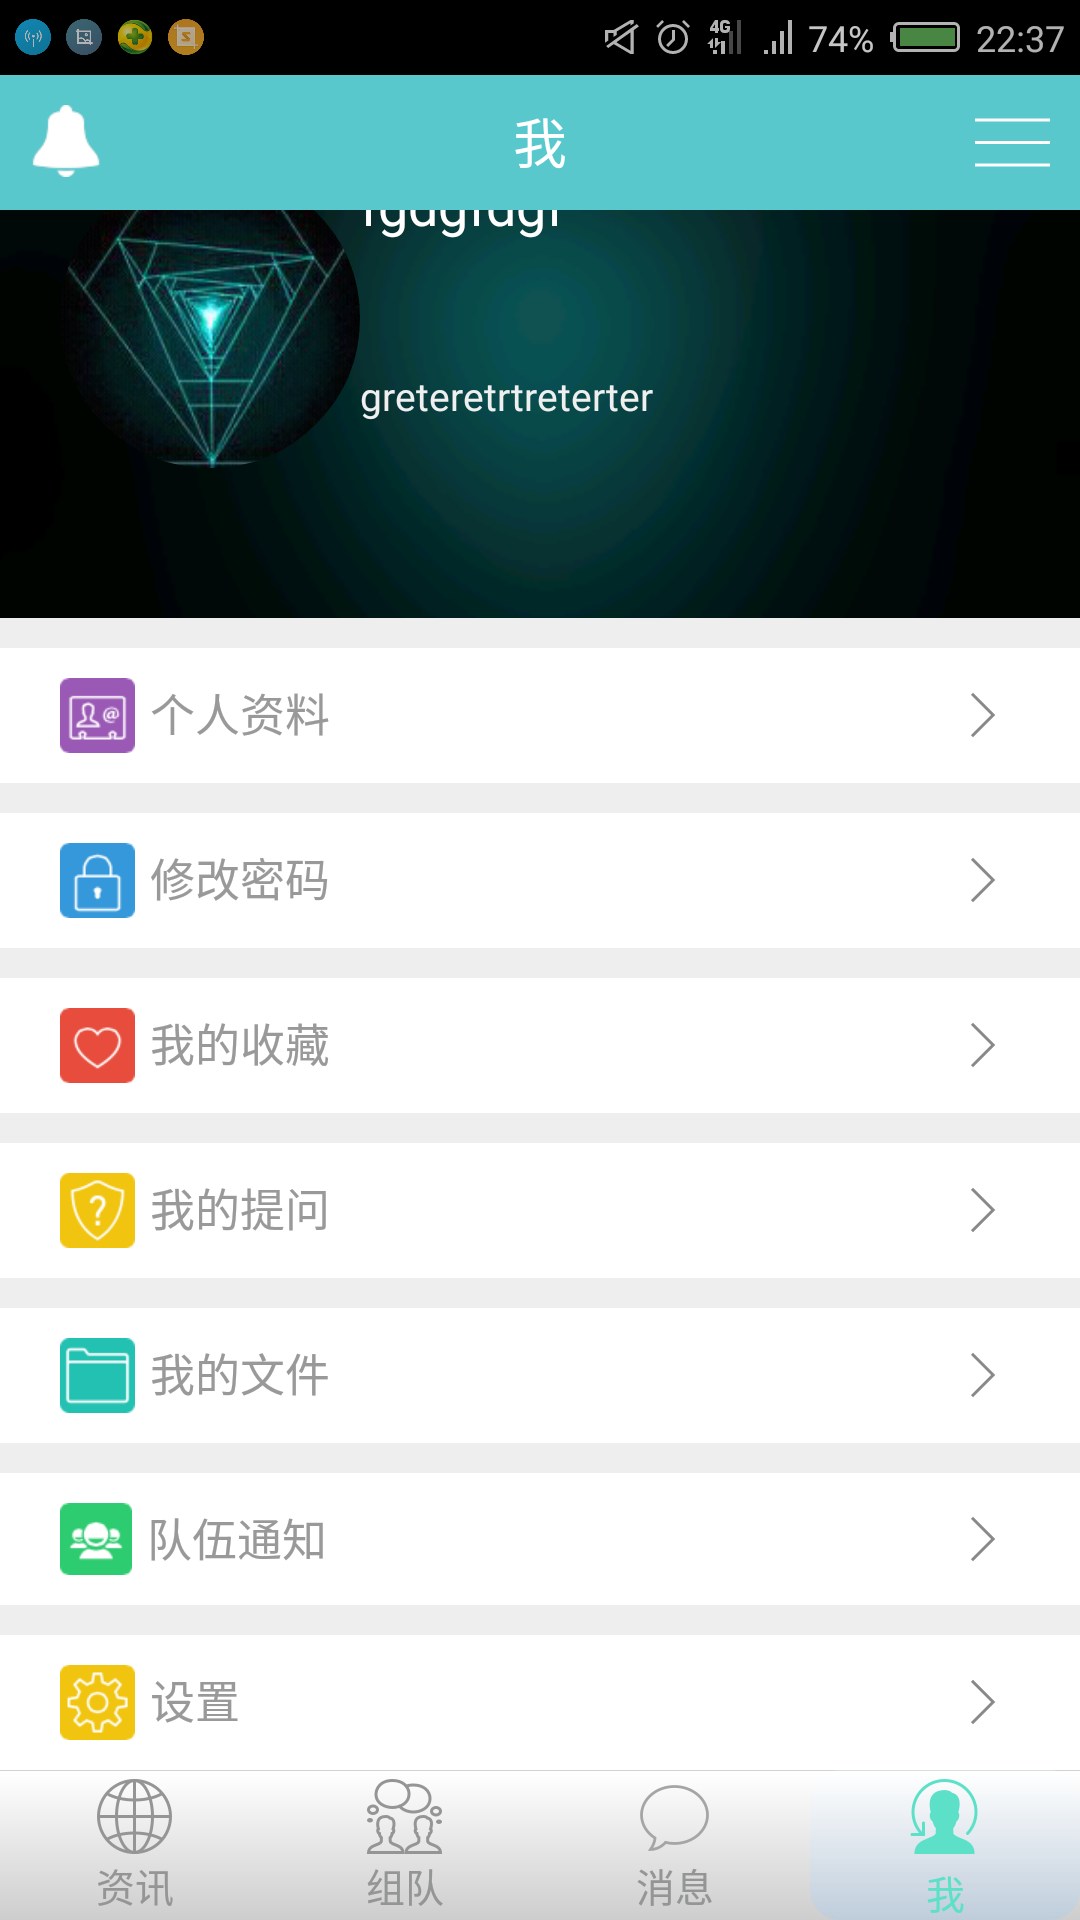 74% 22:37
我
greteretrtreterter
个人资料
修改密码
我的收藏
我的提问
我的文件
队伍通知
设置
资讯 组队 消息 我